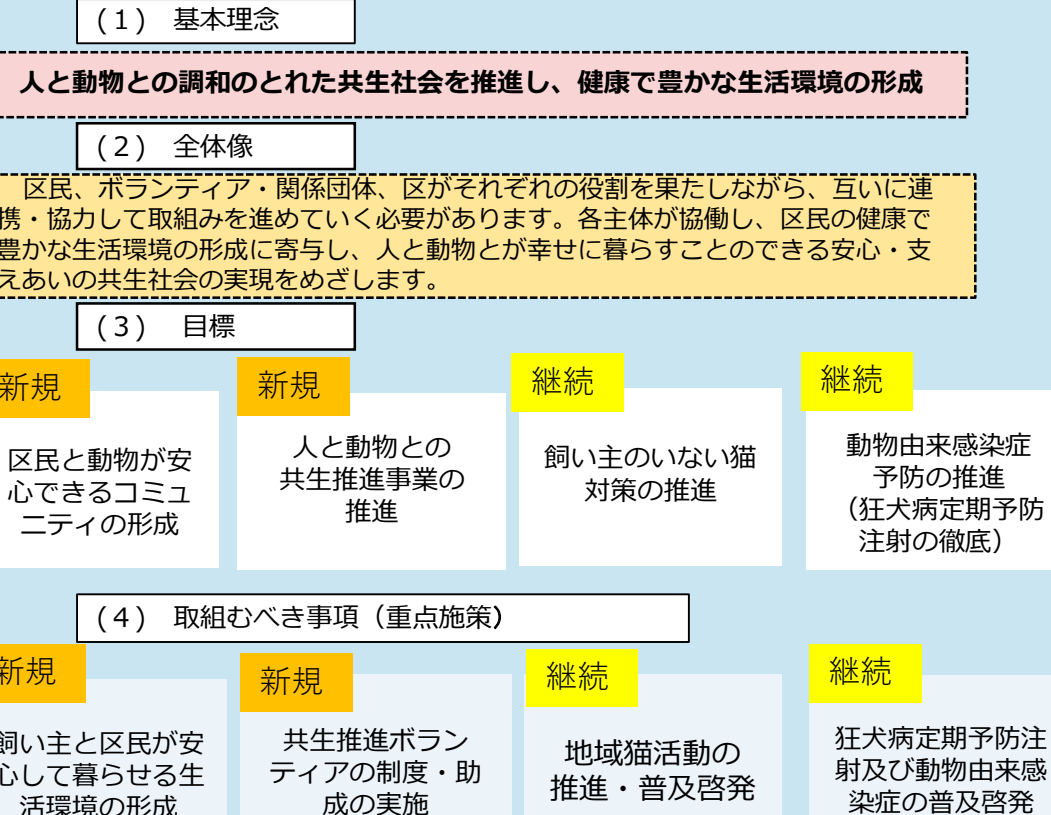 (1) 基本理念
人と動物との調和のとれた共生社会を推進し、健康で豊かな生活環境の形成
(2) 全体像
区民、ボランティア・関係団体、区がそれぞれの役割を果たしながら、互いに連
携・協力して取組みを進めていく必要があります。各主体が協働し、区民の健康で
豊かな生活環境の形成に寄与し、人と動物とが幸せに暮らすことのできる安心・支
えあいの共生社会の実現をめざします。
(3) 目標
新規
区民と動物が安
心できるコミュ
ニティの形成
新規
人と動物との
共生推進事業の
推進
継続
飼い主のいない猫
対策の推進
継続
動物由来感染症
予防の推進
（狂犬病定期予防
注射の徹底）
(4) 取組むべき事項（重点施策）
新規
飼い主と区民が安
心して暮らせる生
活環境の形成
新規
共生推進ボラン
ティアの制度・助
成の実施
継続
地域猫活動の
推進・普及啓発
継続
狂犬病定期予防注
射及び動物由来感
染症の普及啓発